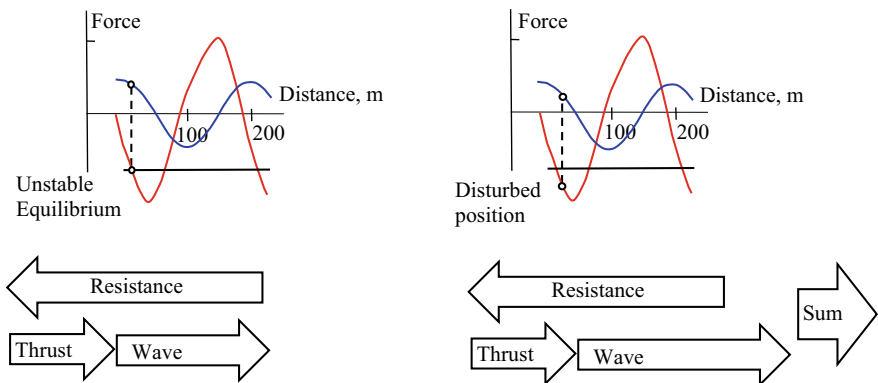 Force
Distance, m
100
200
Unstable
Equilibrium
Resistance
Thrust
Wave
Force
Distance, m
100
200
Disturbed
position
Resistance
Thrust
Wave
Sum